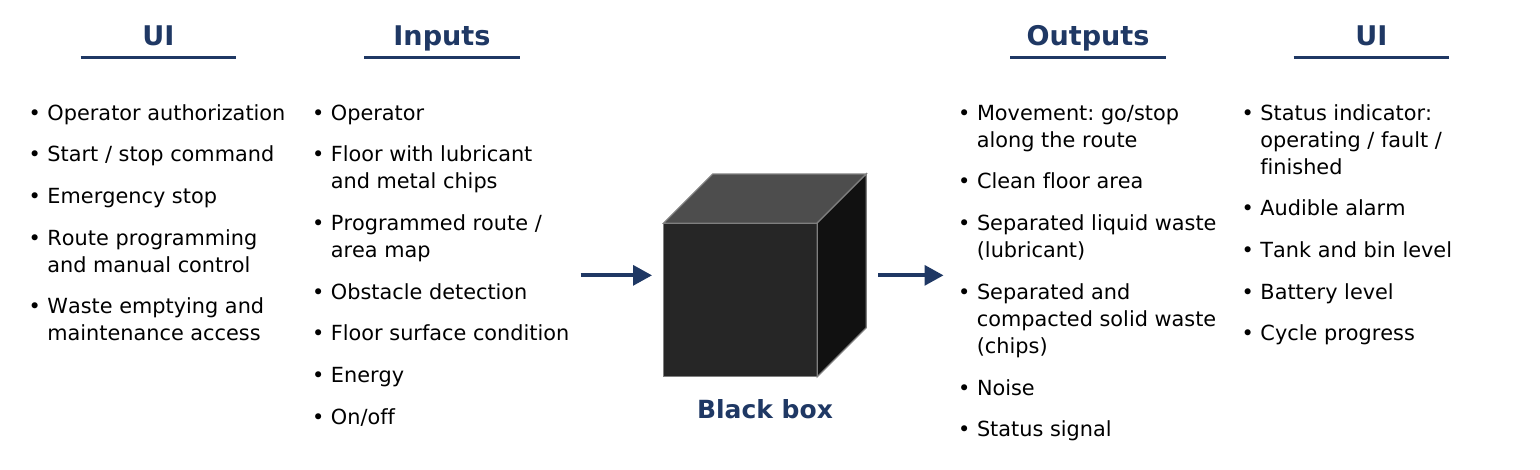 UI
• Operator authorization
• Start / stop command
• Emergency stop
• Route programming
and manual control
• Waste emptying and
maintenance access
Inputs
• Operator
• Floor with lubricant
and metal chips
• Programmed route /
area map
• Obstacle detection
• Floor surface condition
• Energy
• On/off
Black box
Outputs
• Movement: go/stop
along the route
• Clean floor area
• Separated liquid waste
(lubricant)
• Separated and
compacted solid waste
(chips)
• Noise
• Status signal
UI
• Status indicator:
operating / fault /
finished
• Audible alarm
• Tank and bin level
• Battery level
• Cycle progress